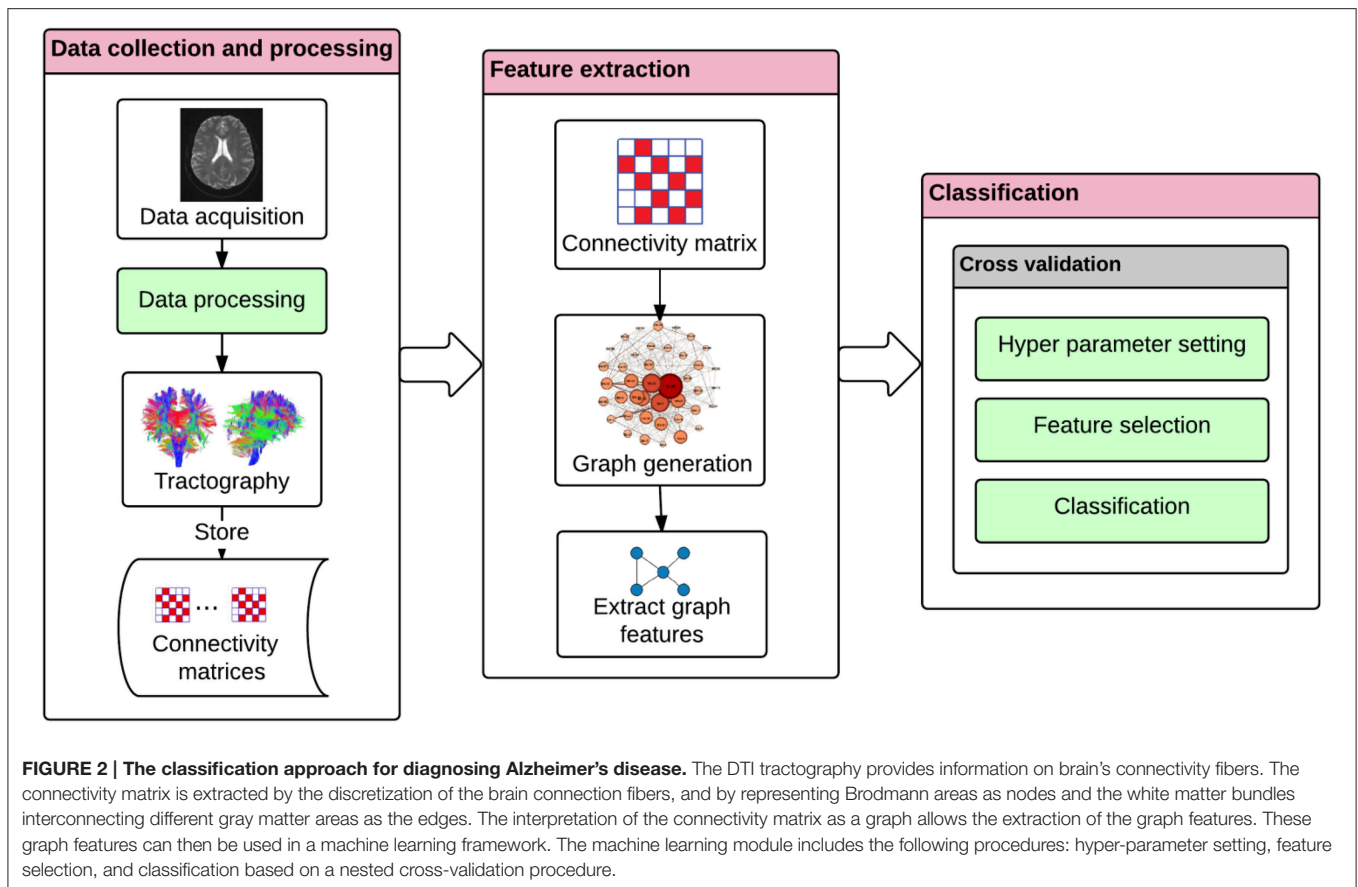 Data collection and processing
Data acquisition
Data processing
Tractography
Store
...
Connectivity
matrices
Feature extraction
Connectivity matrix
Graph generation
Extract graph
features
Classification
Cross validation
Hyper parameter setting
Feature selection
Classification
FIGURE 2 | The classification approach for diagnosing Alzheimer's disease. The DTI tractography provides information on brain's connectivity fibers. The
connectivity matrix is extracted by the discretization of the brain connection fibers, and by representing Brodmann areas as nodes and the white matter bundles
interconnecting different gray matter areas as the edges. The interpretation of the connectivity matrix as a graph allows the extraction of the graph features. These
graph features can then be used in a machine learning framework. The machine learning module includes the following procedures: hyper-parameter setting, feature
selection, and classification based on a nested cross-validation procedure.